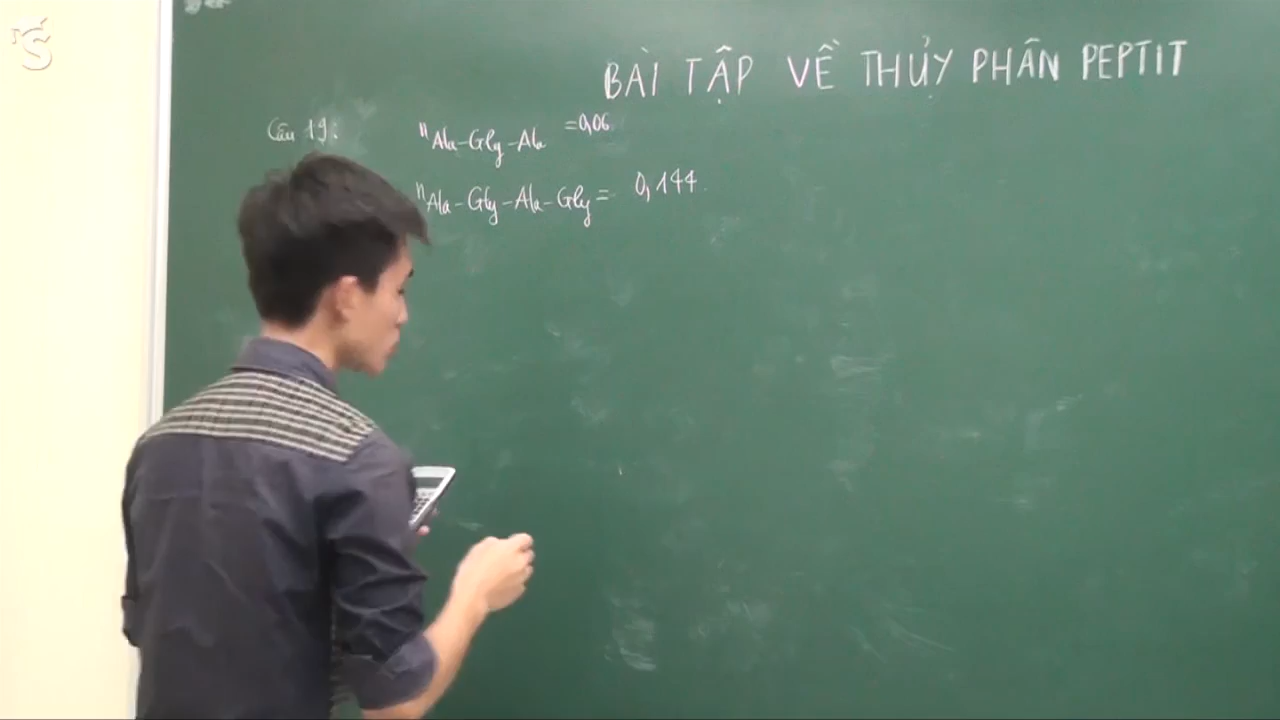 BÀI TẬP VỀ THỦY PHÂN PEPTIT
Câu 19: nAla-Gly-Ala = 0,06
nAla-Gly-Ala-Gly = 0,144